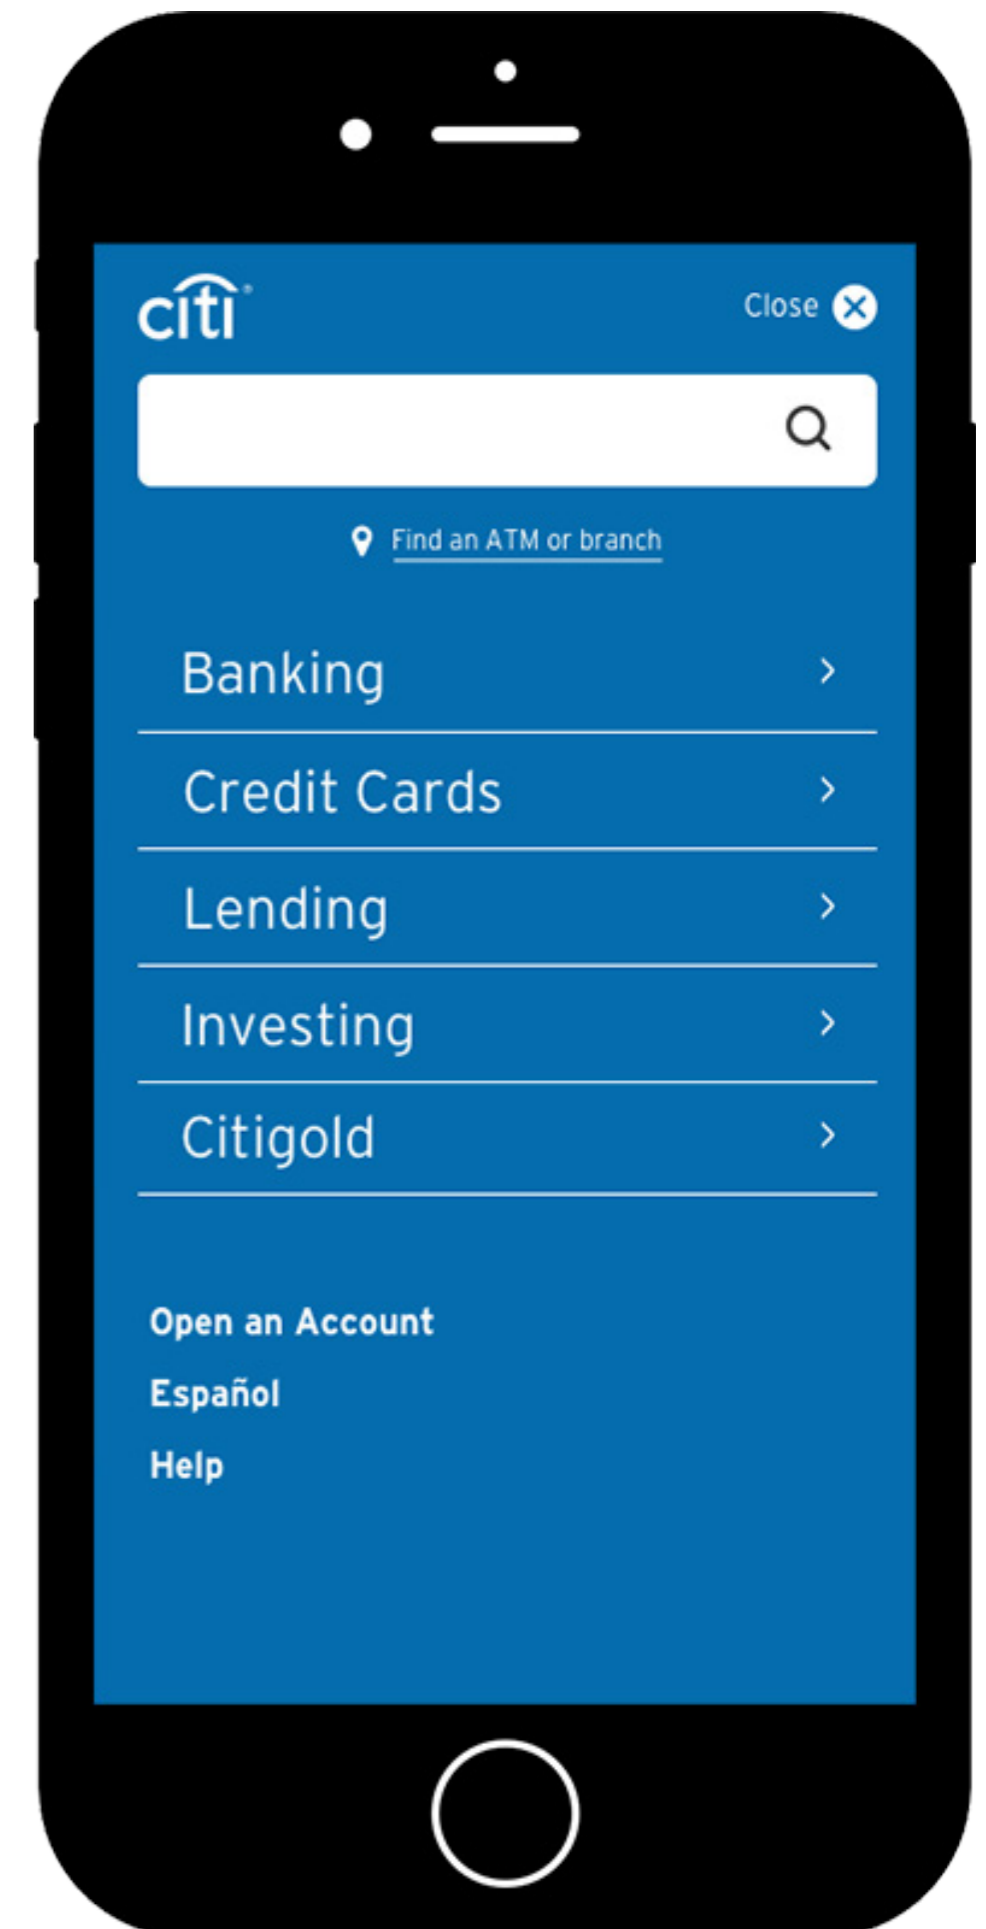 citi®
Close
Find an ATM or branch
Banking
Credit Cards
Lending
Investing
Citigold
Open an Account
Español
Help